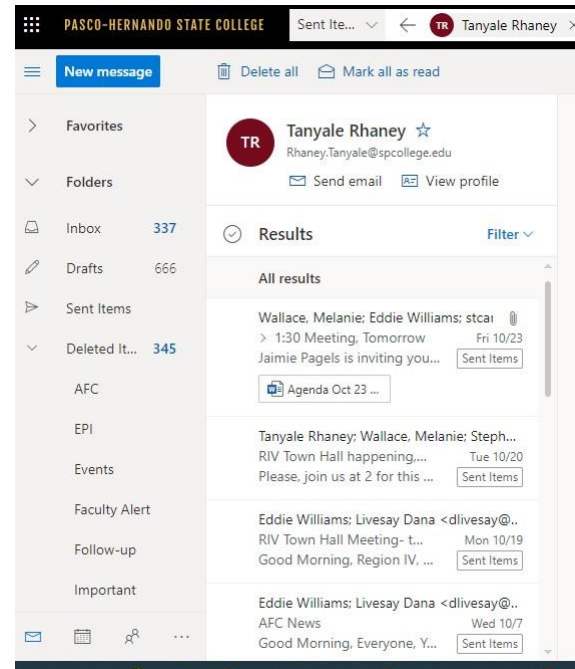 PASCO-HERNANDO STATE COLLEGE
Sent Ite...
TR
Tanyale Rhaney
New message
Delete all
Mark all as read
Favorites
Folders
Inbox 337
Drafts 666
Sent Items
Deleted It... 345
AFC
EPI
Events
Faculty Alert
Follow-up
Important
...
TR
Tanyale Rhaney
Rhaney.Tanyale@spcollege.edu
Send email
View profile
Results
Filter
All results
Wallace, Melanie; Eddie Williams; stcar
> 1:30 Meeting, Tomorrow Fri 10/23
Jaimie Pagels is inviting you... Sent Items
Agenda Oct 23 ...
Tanyale Rhaney; Wallace, Melanie; Steph...
RIV Town Hall happening,... Tue 10/20
Please, join us at 2 for this ... Sent Items
Eddie Williams; Livesay Dana <dlivesay@..
RIV Town Hall Meeting- t... Mon 10/19
Good Morning, Region IV, ... Sent Items
Eddie Williams; Livesay Dana <dlivesay@..
AFC News Wed 10/7
Good Morning, Everyone, Y... Sent Items